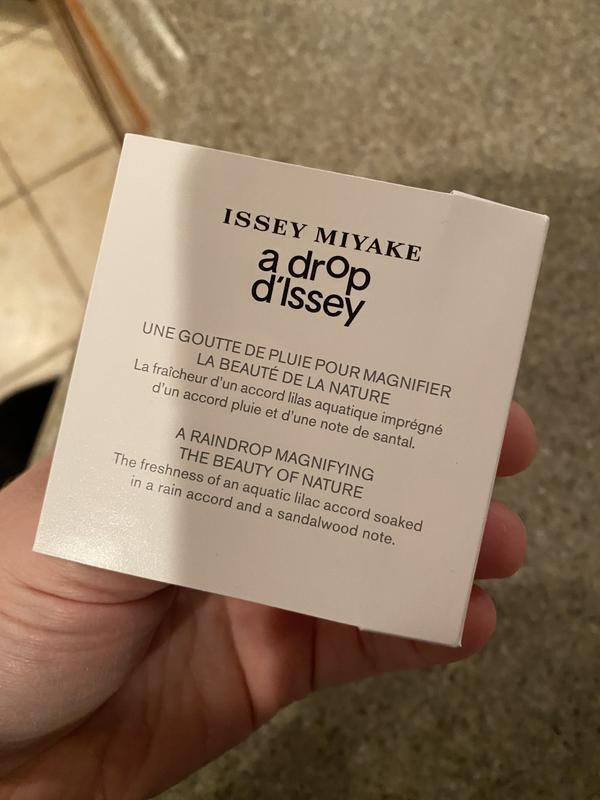 ISSEY MIYAKE
a drop
d'Issey
UNE GOUTTE DE PLUIE POUR MAGNIFIER
LA BEAUTÉ DE LA NATURE
La fraîcheur d'un accord lilas aquatique imprégné
d'un accord pluie et d'une note de santal.
A RAINDROP MAGNIFYING
THE BEAUTY OF NATURE
The freshness of an aquatic lilac accord soaked
in a rain accord and a sandalwood note.